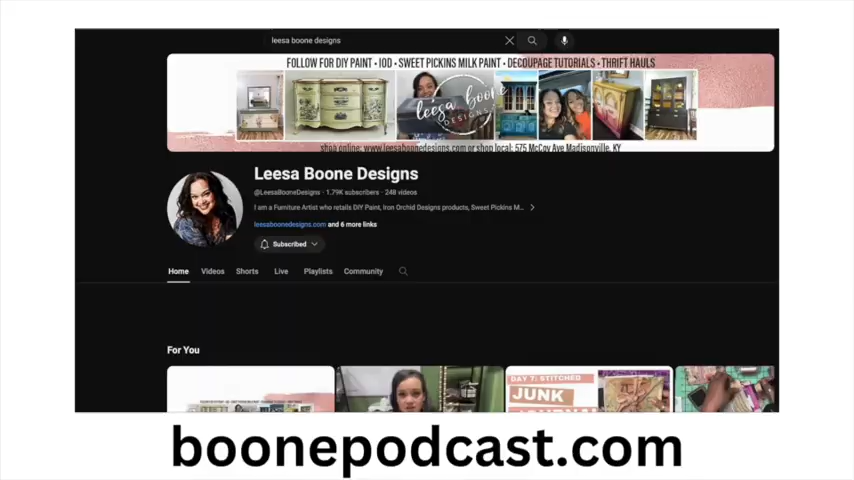 leesa boone designs
FOLLOW FOR DIY PAINT • IOD • SWEET PICKINS MILK PAINT • DECOUPAGE TUTORIALS • THRIFT HAULS
leesa boone
DESIGNS
shop online: www.leesaboonedesigns.com or shop local: 575 McCoy Ave Madisonville, KY
Leesa Boone Designs
@LeesaBooneDesigns · 1.79K subscribers · 248 videos
I am a Furniture Artist who retails DIY Paint, Iron Orchid Designs products, Sweet Pickins M...
leesaboonedesigns.com and 6 more links
Subscribed
Home Videos Shorts Live Playlists Community
For You
DAY 7: STITCHED
JUNK
JOURNAL
boonepodcast.com